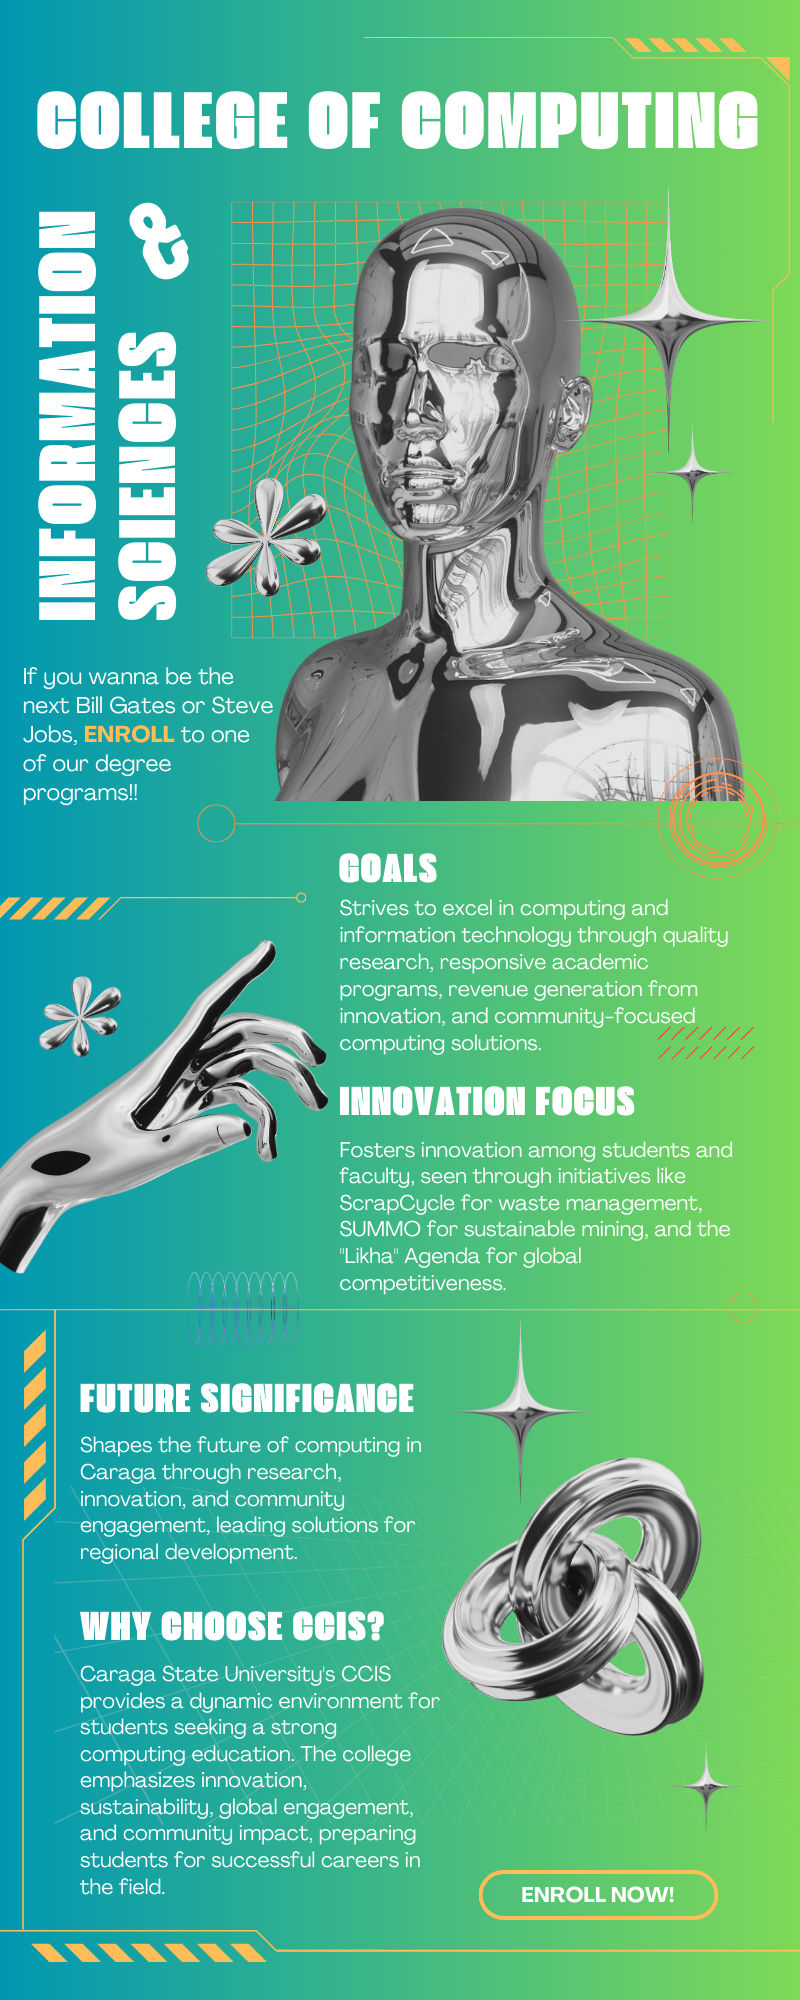 COLLEGE OF COMPUTING
&
INFORMATION
SCIENCES
If you wanna be the
next Bill Gates or Steve
Jobs, ENROLL to one
of our degree
programs!!
GOALS
Strives to excel in computing and
information technology through quality
research, responsive academic
programs, revenue generation from
innovation, and community-focused
computing solutions.
INNOVATION FOCUS
Fosters innovation among students and
faculty, seen through initiatives like
ScrapCycle for waste management,
SUMMO for sustainable mining, and the
"Likha" Agenda for global
competitiveness.
FUTURE SIGNIFICANCE
Shapes the future of computing in
Caraga through research,
innovation, and community
engagement, leading solutions for
regional development.
WHY CHOOSE CCIS?
Caraga State University's CCIS
provides a dynamic environment for
students seeking a strong
computing education. The college
emphasizes innovation,
sustainability, global engagement,
and community impact, preparing
students for successful careers in
the field.
ENROLL NOW!